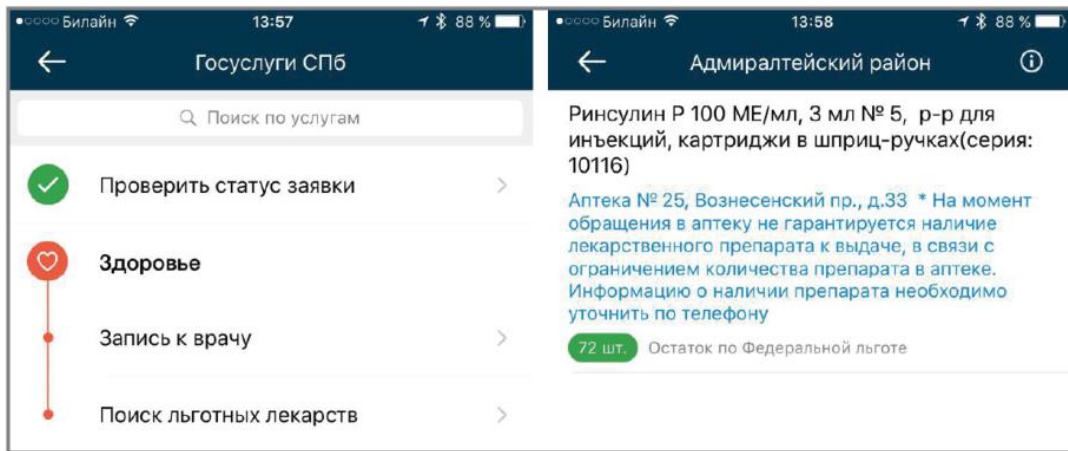 Билайн 13:57 88 %
Госуслуги СПб
Поиск по услугам
Проверить статус заявки
Здоровье
Запись к врачу
Поиск льготных лекарств
Билайн 13:58 88 %
Адмиралтейский район
Ринсулин Р 100 МЕ/мл, 3 мл № 5, р-р для
инъекций, картриджи в шприц-ручках(серия:
10116)
Аптека № 25, Вознесенский пр., д.33 * На момент
обращения в аптеку не гарантируется наличие
лекарственного препарата к выдаче, в связи с
ограничением количества препарата в аптеке.
Информацию о наличии препарата необходимо
уточнить по телефону
72 шт. Остаток по Федеральной льготе